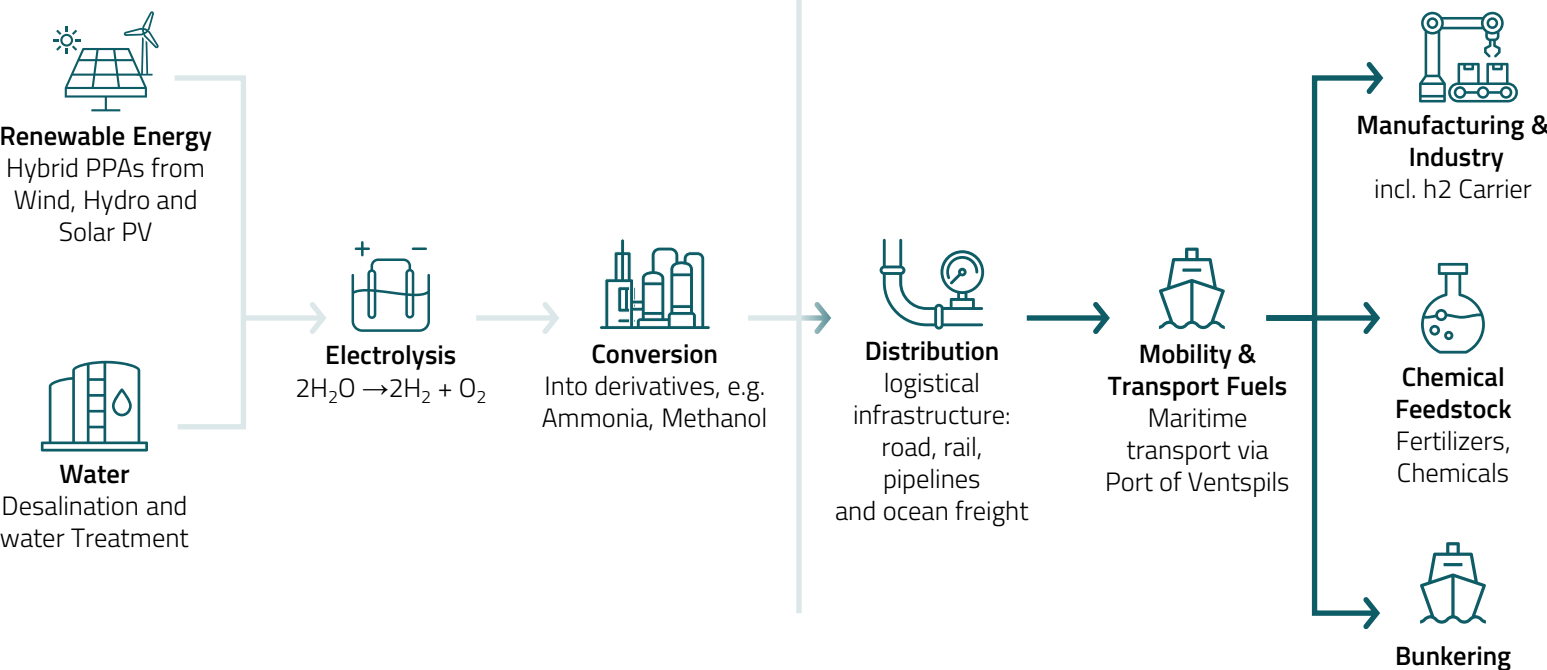 Renewable Energy
Hybrid PPAs from
Wind, Hydro and
Solar PV
Water
Desalination and
water Treatment
+ −
Electrolysis
2H₂O →2H₂ + O₂
Conversion
Into derivatives, e.g.
Ammonia, Methanol
Distribution
logistical
infrastructure:
road, rail,
pipelines
and ocean freight
Mobility &
Transport Fuels
Maritime
transport via
Port of Ventspils
Manufacturing &
Industry
incl. h2 Carrier
Chemical
Feedstock
Fertilizers,
Chemicals
Bunkering